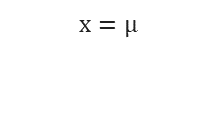 x = μ